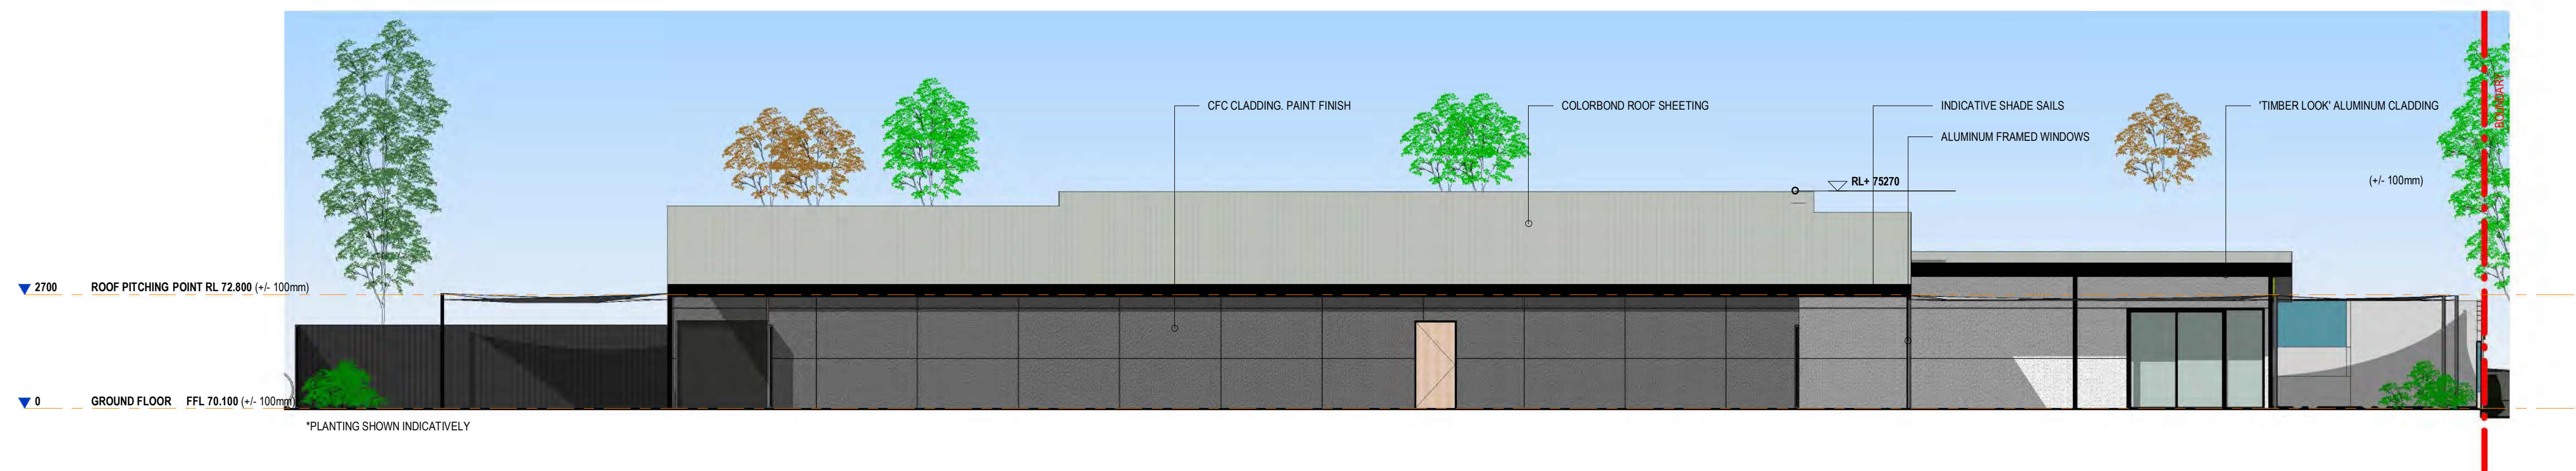 CFC CLADDING. PAINT FINISH
COLORBOND ROOF SHEETING
INDICATIVE SHADE SAILS
'TIMBER LOOK' ALUMINUM CLADDING
BOUNDARY
ALUMINUM FRAMED WINDOWS
RL+ 75270
(+/- 100mm)
2700 ROOF PITCHING POINT RL 72.800 (+/- 100mm)
0 GROUND FLOOR FFL 70.100 (+/- 100mm)
*PLANTING SHOWN INDICATIVELY